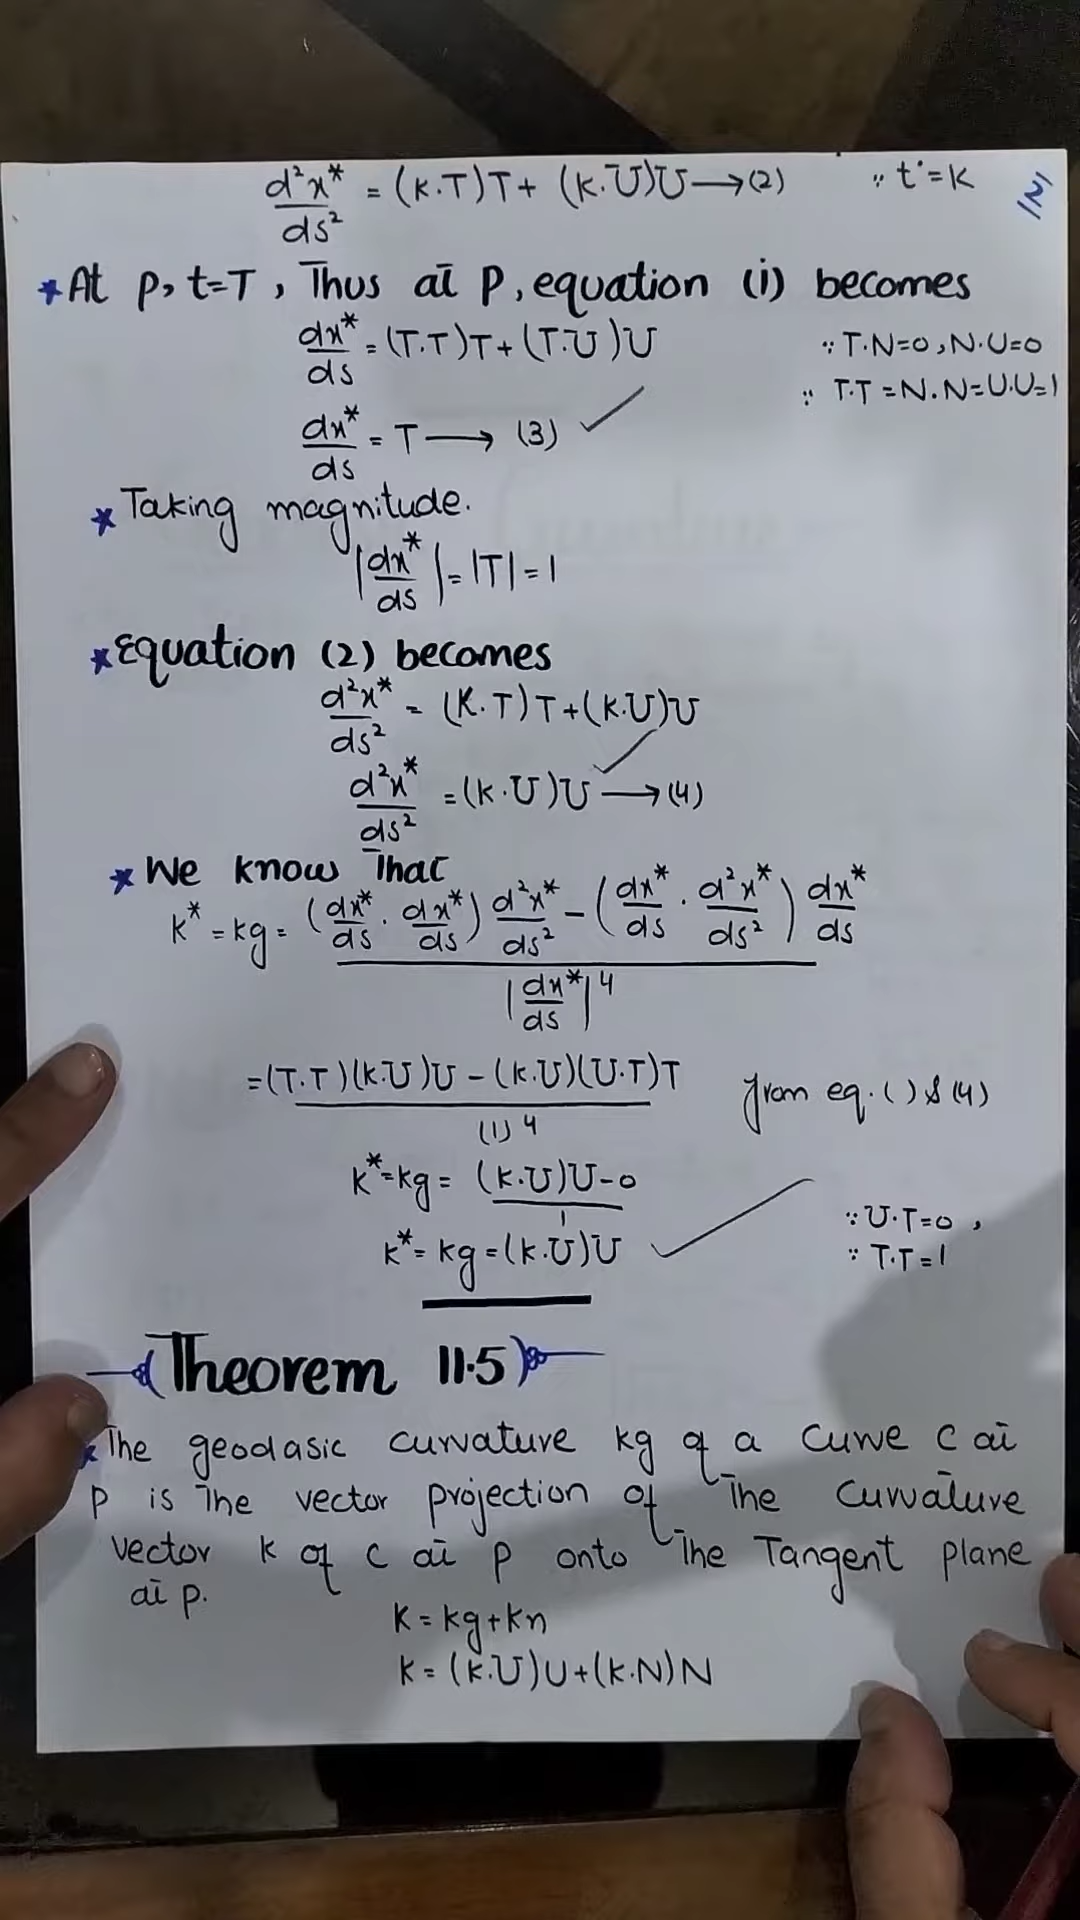 d²x*/ds² = (k.T)T + (k.U)U → (2) ∵ t˙ = k
2
* At p, t=T, Thus at P, equation (i) becomes
dx*/ds = (T.T)T + (T.U)U ∵ T.N=0, N.U=0
∵ T.T = N.N = U.U = 1
dx*/ds = T → (3) ✓
* Taking magnitude.
|dx*/ds| = |T| = 1
* Equation (2) becomes
d²x*/ds² = (K.T)T + (k.U)U
d²x*/ds² = (k.U)U → (4)
* We know That
k* = kg = (dx*/ds . dx*/ds) d²x*/ds² - (dx*/ds . d²x*/ds²) dx*/ds
|dx*/ds|⁴
= (T.T)(k.U)U - (k.U)(U.T)T from eq. ( ) & (4)
(1)⁴
k* = kg = (k.U)U - 0
1
∵ U.T=0,
k* = kg = (k.U)U ✓ ∵ T.T=1
Theorem 11.5
* The geodasic curvature kg of a curve C at
P is The vector projection of The Curvature
vector k of C at p onto The Tangent plane
at p.
K = kg + kn
K = (k.U)U + (k.N)N